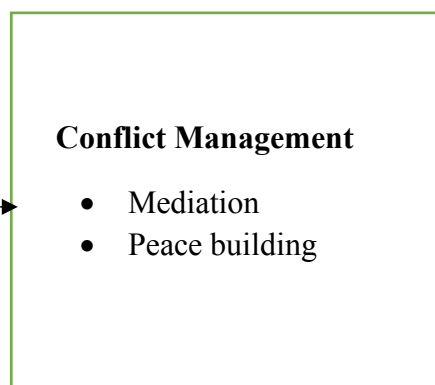 Conflict Management
• Mediation
• Peace building